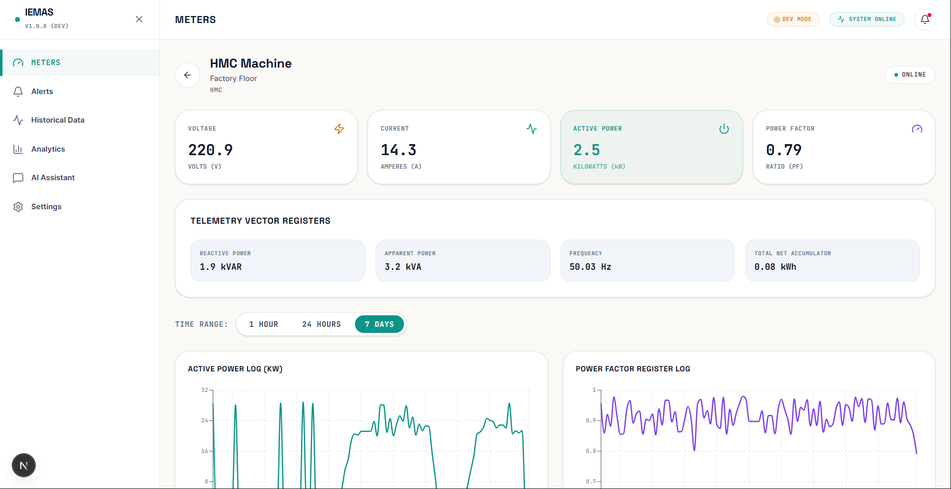 IEMAS
V1.0.0 (DEV)
METERS
DEV MODE
SYSTEM ONLINE
METERS
Alerts
Historical Data
Analytics
AI Assistant
Settings
HMC Machine
Factory Floor
HMC
ONLINE
VOLTAGE
220.9
VOLTS (V)
CURRENT
14.3
AMPERES (A)
ACTIVE POWER
2.5
KILOWATTS (kW)
POWER FACTOR
0.79
RATIO (PF)
TELEMETRY VECTOR REGISTERS
REACTIVE POWER
1.9 kVAR
APPARENT POWER
3.2 kVA
FREQUENCY
50.03 Hz
TOTAL NET ACCUMULATOR
0.08 kWh
TIME RANGE:
1 HOUR
24 HOURS
7 DAYS
ACTIVE POWER LOG (KW)
32
24
16
8
POWER FACTOR REGISTER LOG
1
0.9
0.8
0.7
N